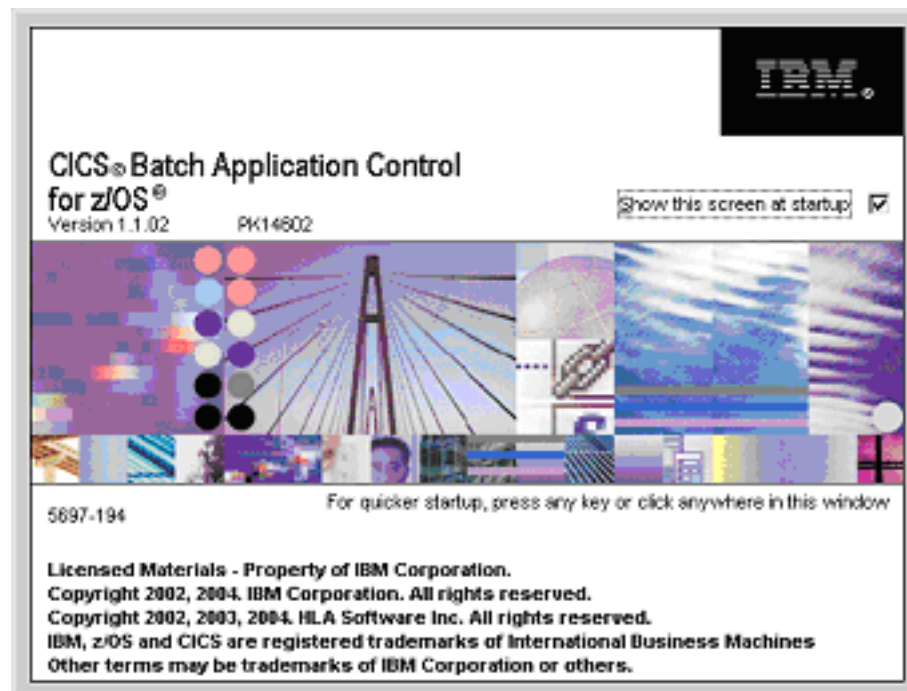 IBM®
CICS® Batch Application Control
for z/OS®
Show this screen at startup
Version 1.1.02 PK14602
For quicker startup, press any key or click anywhere in this window
5697-194
Licensed Materials - Property of IBM Corporation.
Copyright 2002, 2004. IBM Corporation. All rights reserved.
Copyright 2002, 2003, 2004. HLA Software Inc. All rights reserved.
IBM, z/OS and CICS are registered trademarks of International Business Machines
Other terms may be trademarks of IBM Corporation or others.